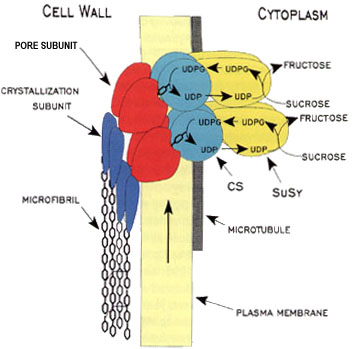 CELL WALL
CYTOPLASM
PORE SUBUNIT
CRYSTALLIZATION
SUBUNIT
MICROFIBRIL
UDPG
UDPG
FRUCTOSE
UDP
UDP
SUCROSE
UDPG
UDPG
FRUCTOSE
UDP
UDP
SUCROSE
CS
SuSy
MICROTUBULE
PLASMA MEMBRANE